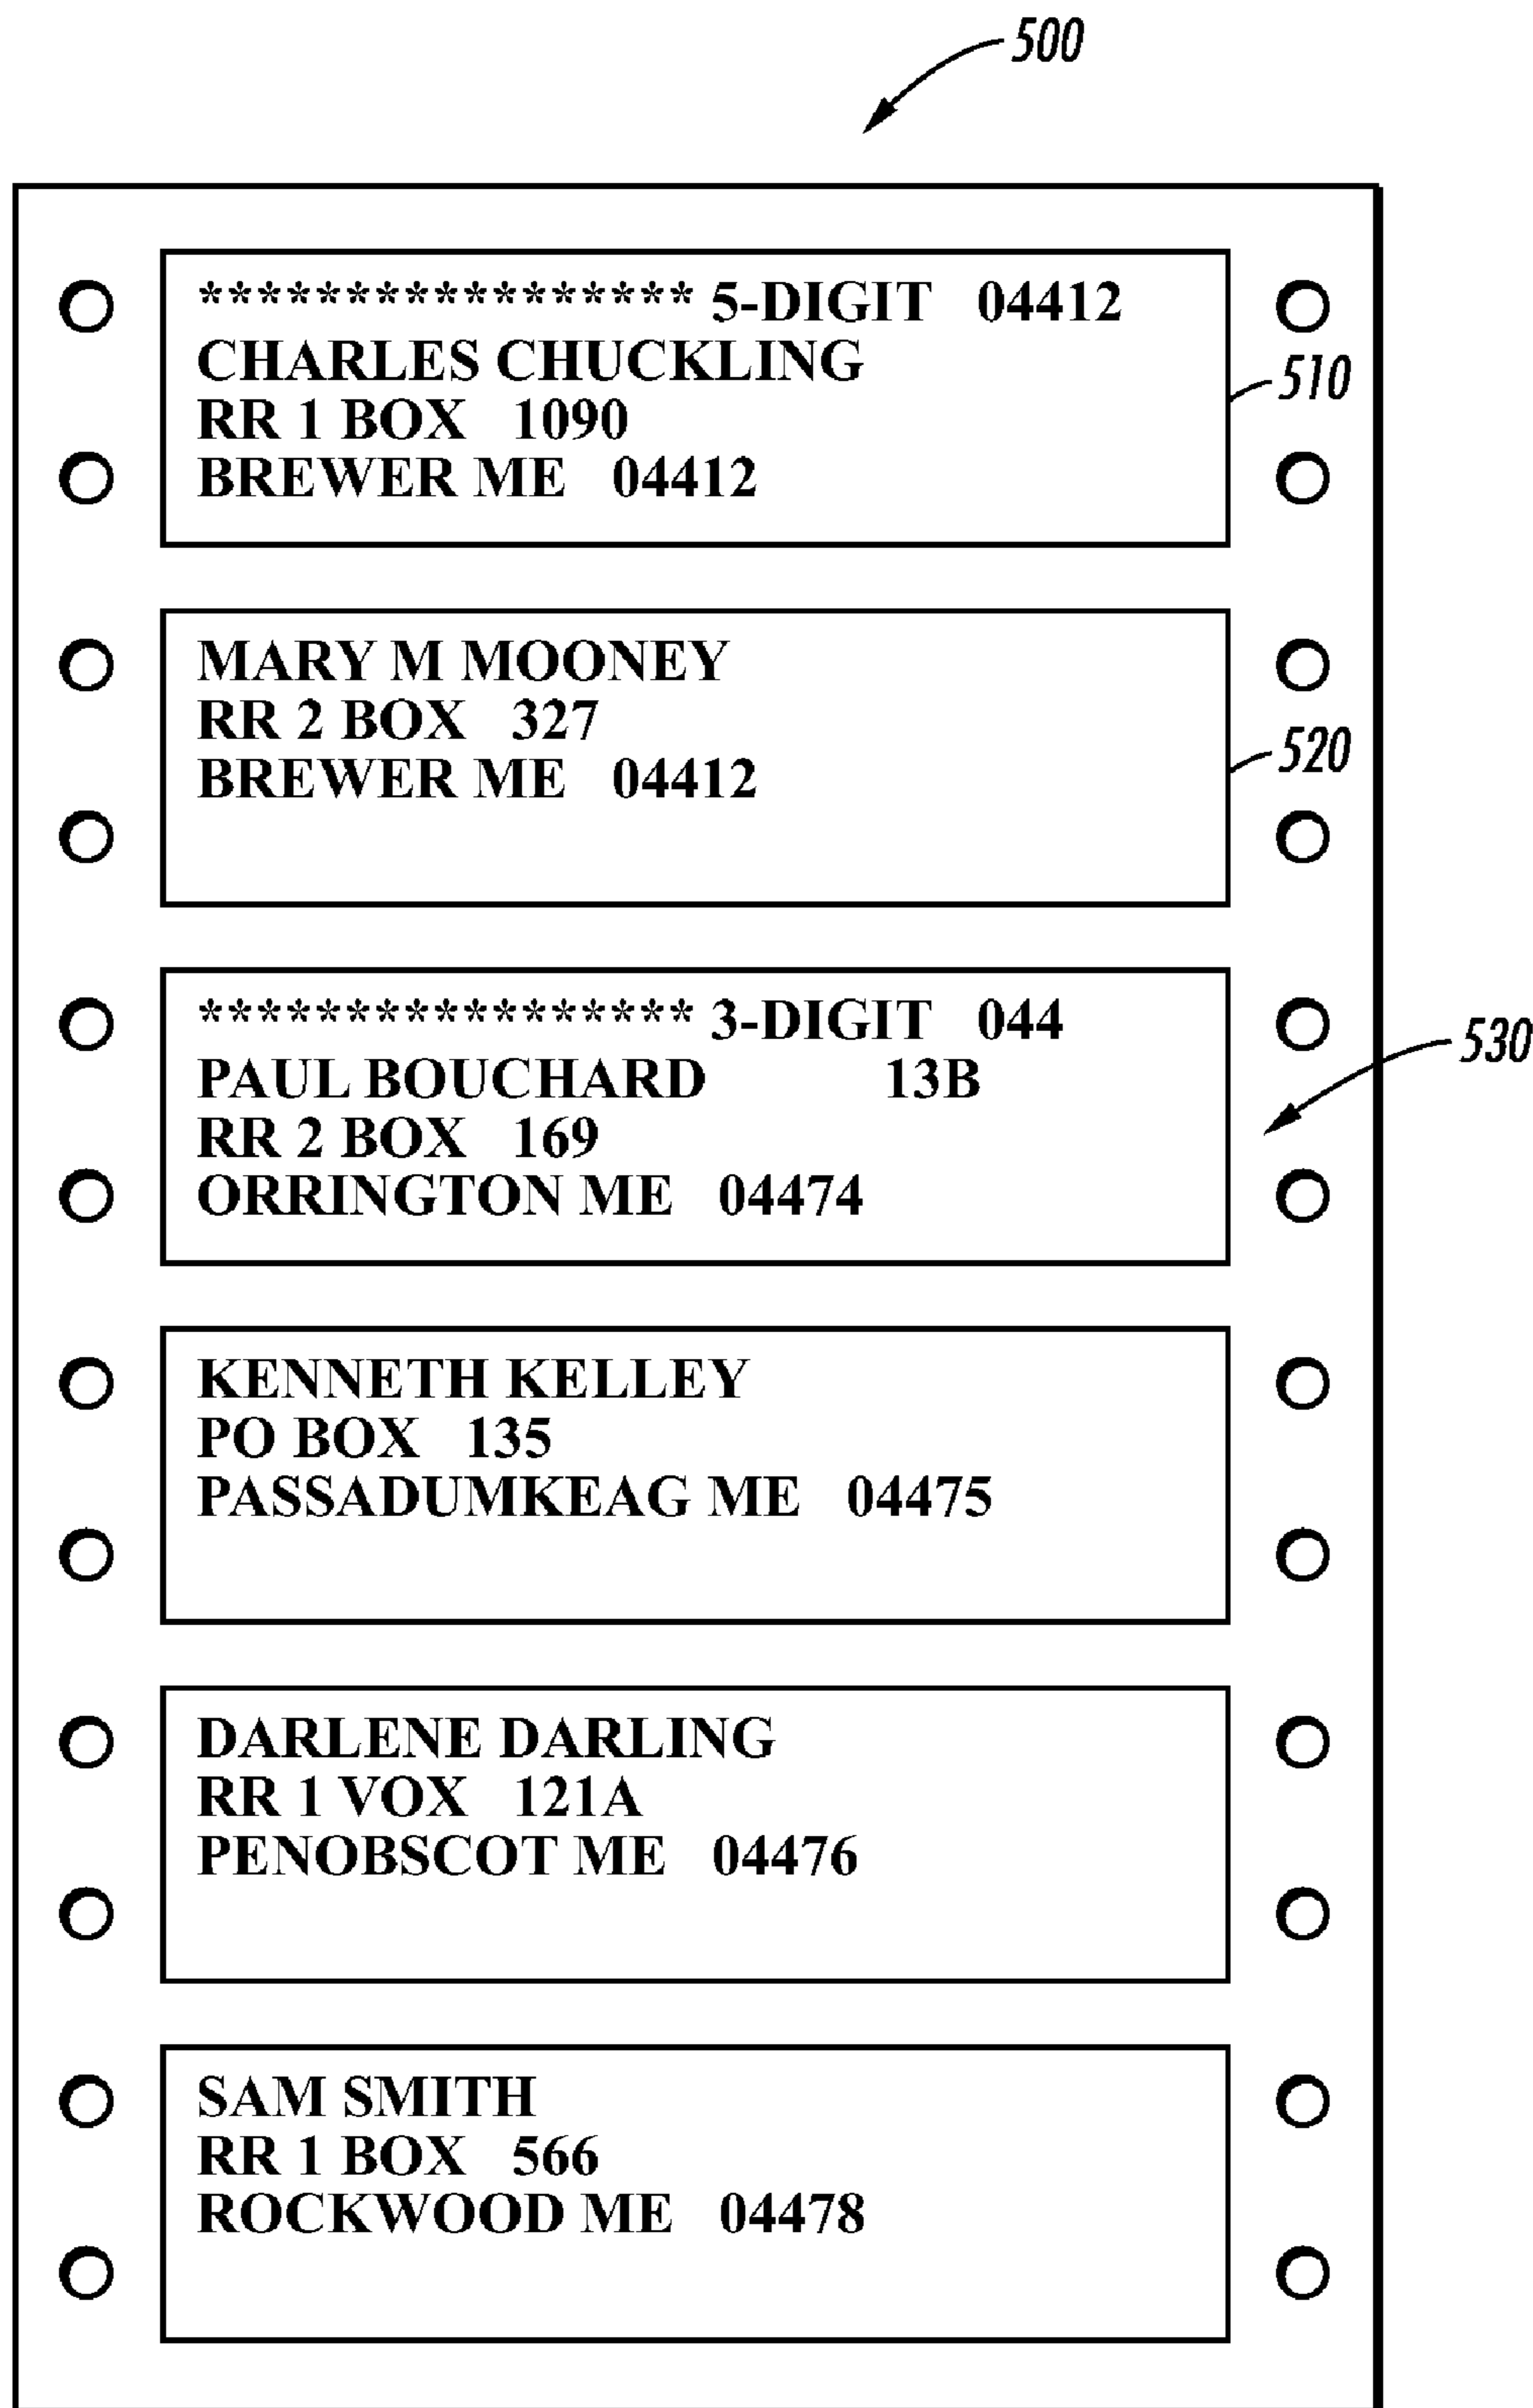 500
***************** 5-DIGIT 04412
CHARLES CHUCKLING
RR 1 BOX 1090
BREWER ME 04412
510
MARY M MOONEY
RR 2 BOX 327
BREWER ME 04412
520
***************** 3-DIGIT 044
PAUL BOUCHARD 13B
RR 2 BOX 169
ORRINGTON ME 04474
530
KENNETH KELLEY
PO BOX 135
PASSADUMKEAG ME 04475
DARLENE DARLING
RR 1 VOX 121A
PENOBSCOT ME 04476
SAM SMITH
RR 1 BOX 566
ROCKWOOD ME 04478